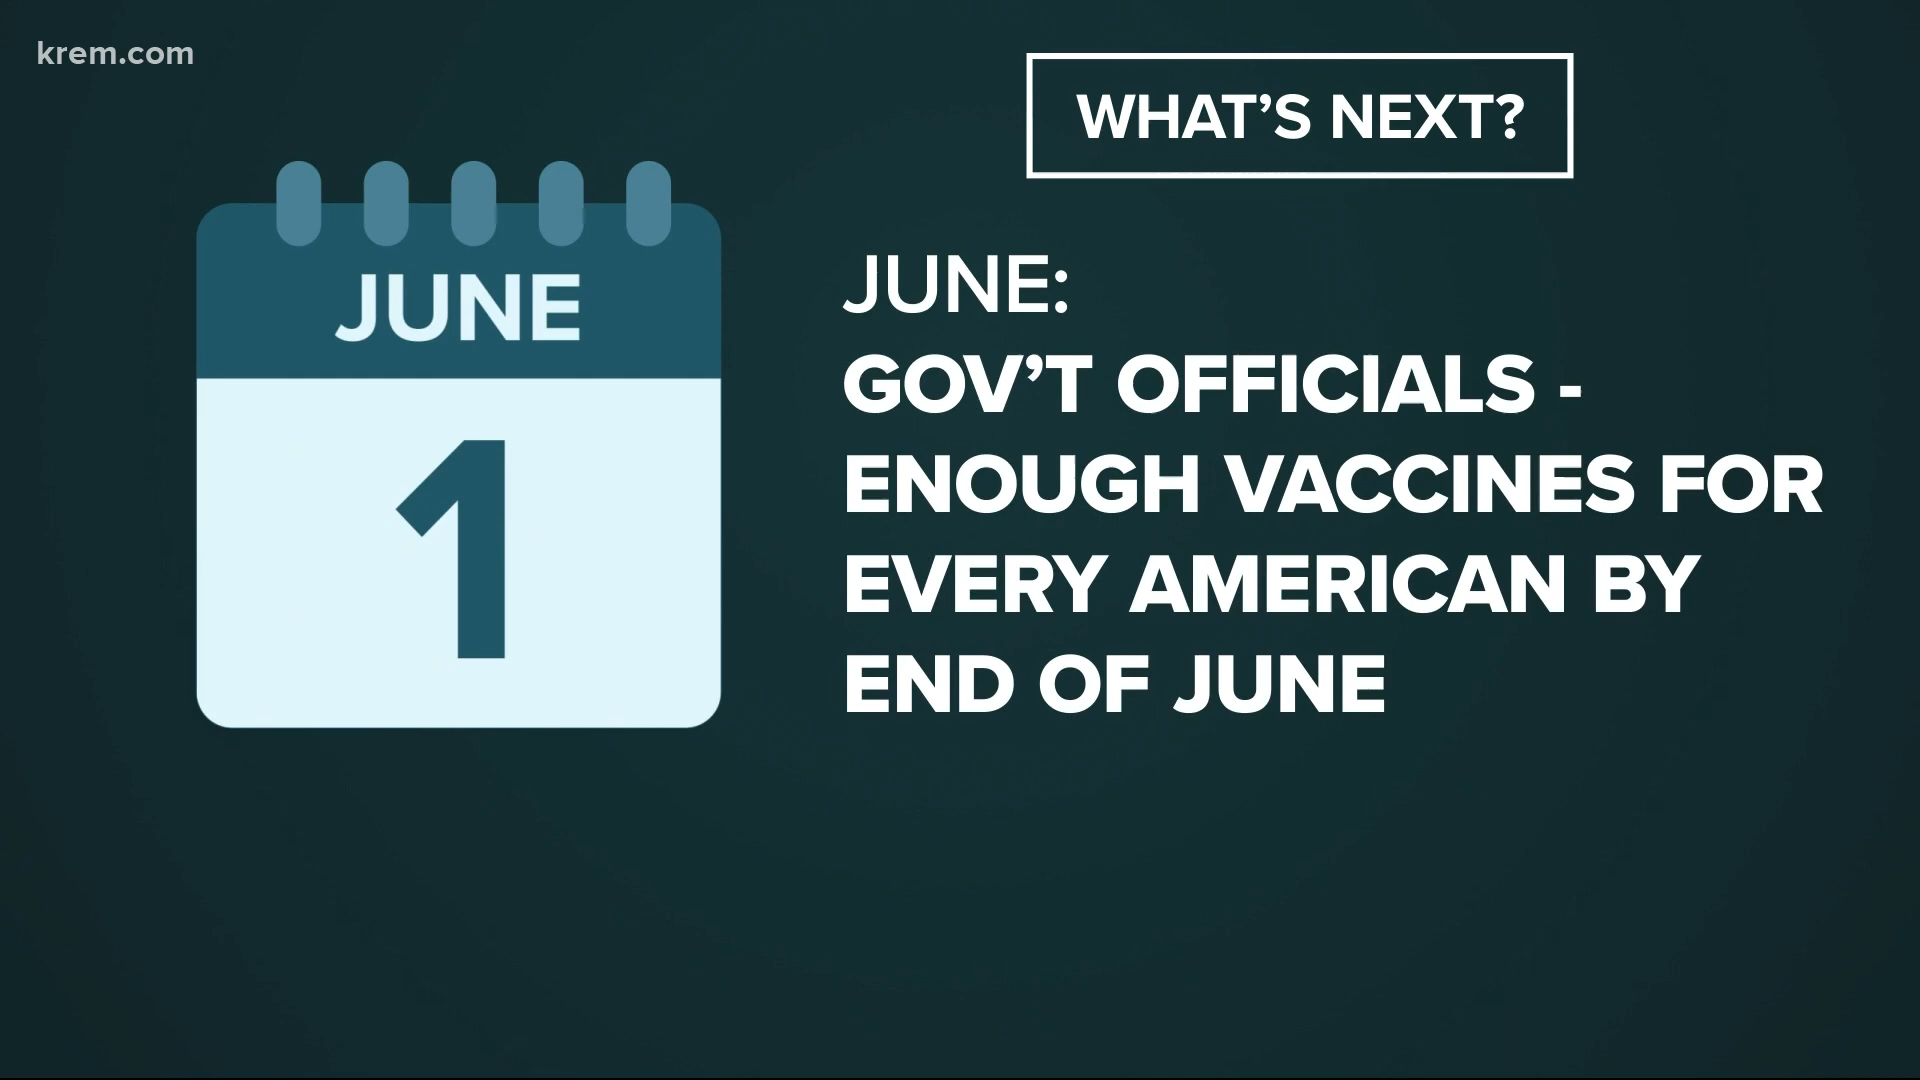 krem.com
WHAT’S NEXT?
JUNE
1
JUNE:
GOV’T OFFICIALS -
ENOUGH VACCINES FOR
EVERY AMERICAN BY
END OF JUNE